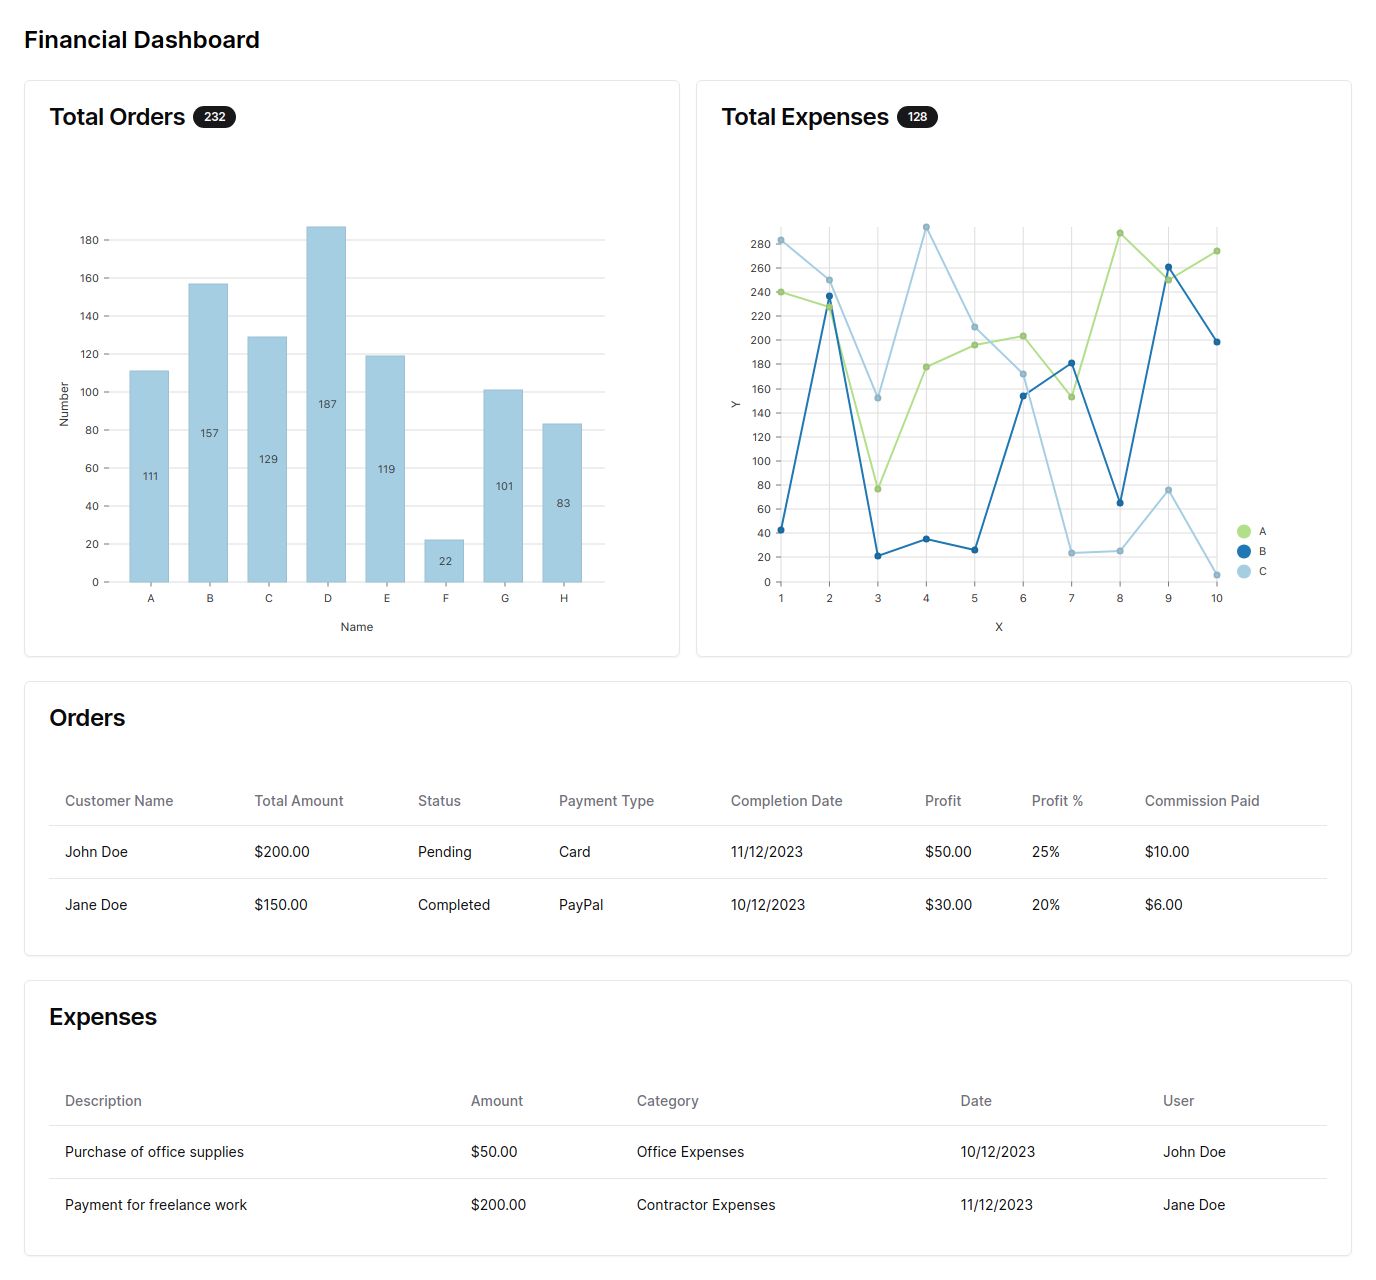 Financial Dashboard
Total Orders 232
180
160
140
120
100
80
60
40
20
0
Number
111
157
129
187
119
22
101
83
A B C D E F G H
Name
Total Expenses 128
280
260
240
220
200
180
160
140
120
100
80
60
40
20
0
Y
1 2 3 4 5 6 7 8 9 10
X
A
B
C
Orders
Customer Name Total Amount Status Payment Type Completion Date Profit Profit % Commission Paid
John Doe $200.00 Pending Card 11/12/2023 $50.00 25% $10.00
Jane Doe $150.00 Completed PayPal 10/12/2023 $30.00 20% $6.00
Expenses
Description Amount Category Date User
Purchase of office supplies $50.00 Office Expenses 10/12/2023 John Doe
Payment for freelance work $200.00 Contractor Expenses 11/12/2023 Jane Doe